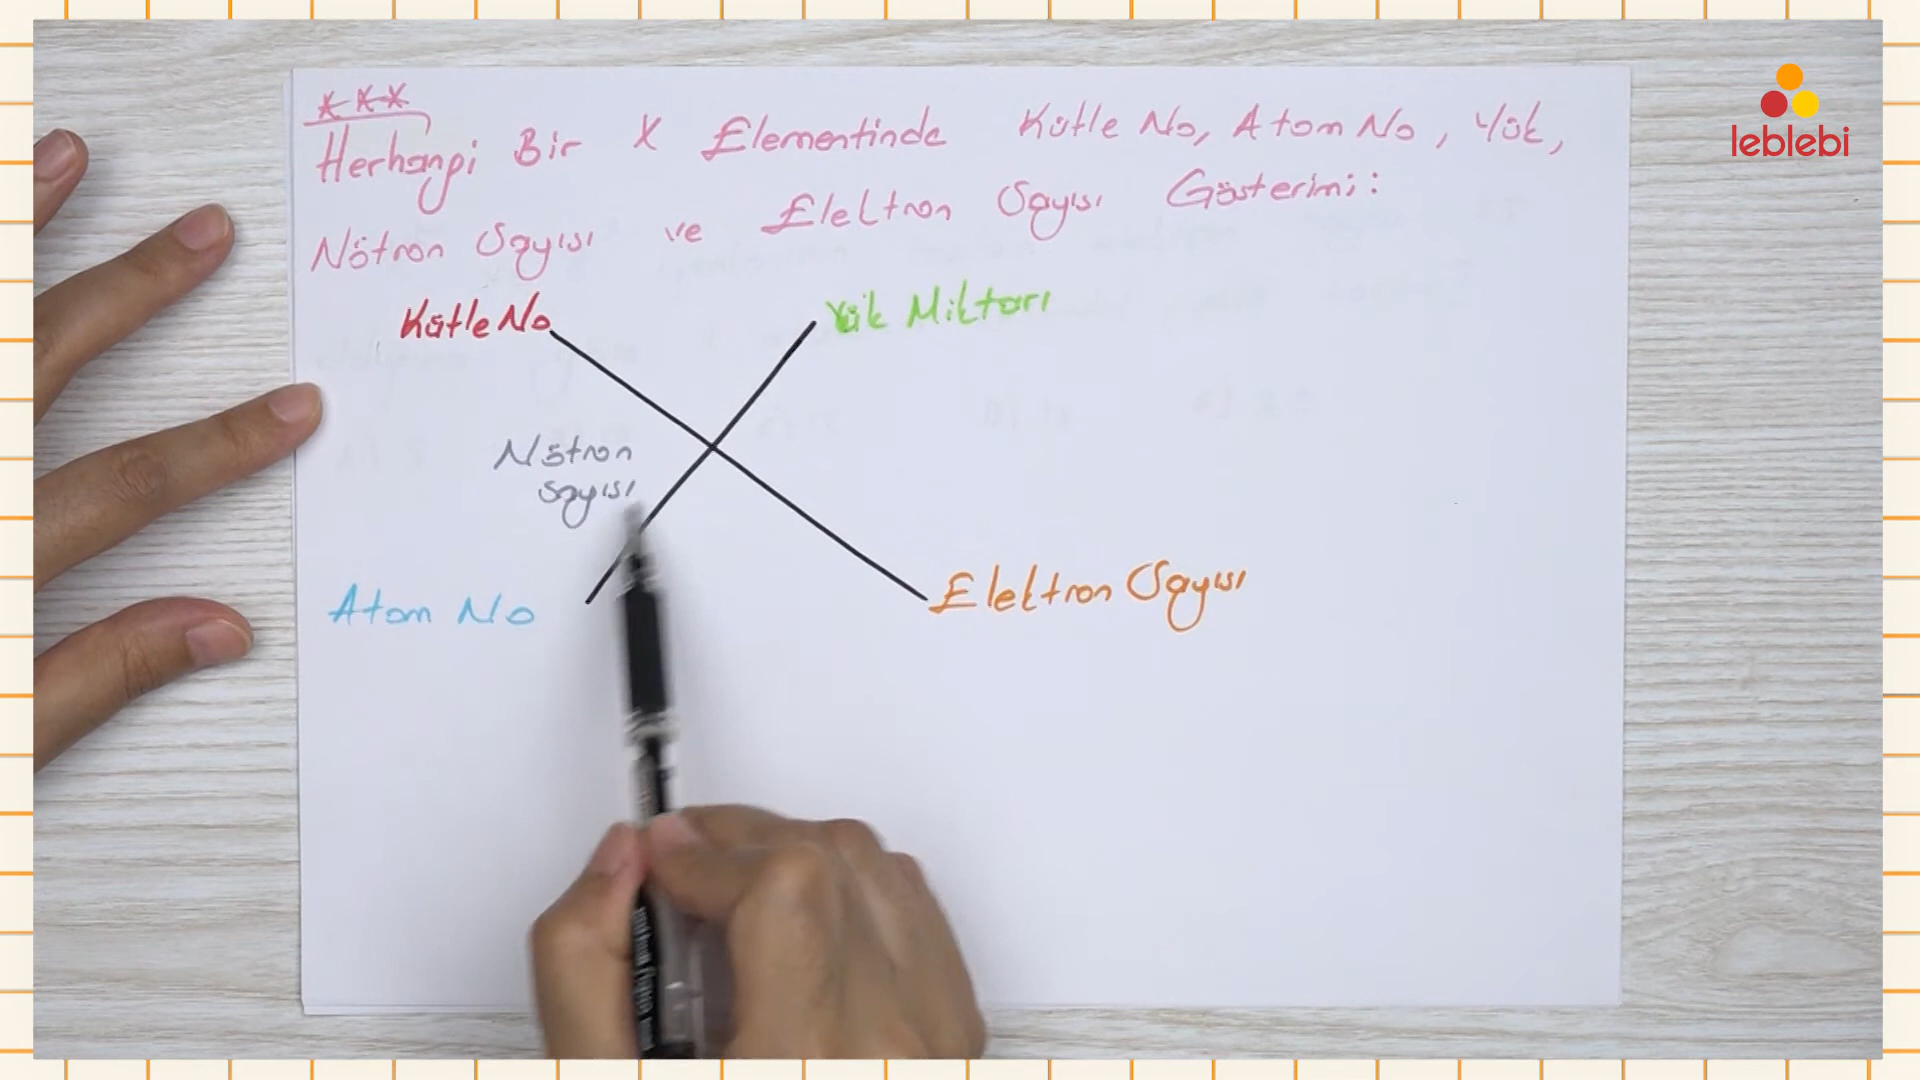 ***
Herhangi Bir X Elementinde Kütle No, Atom No, Yük,
Nötron Sayısı ve Elektron Sayısı Gösterimi:
Kütle No
Yük Miktarı
Nötron
sayısı
Atom No
Elektron Sayısı
leblebi